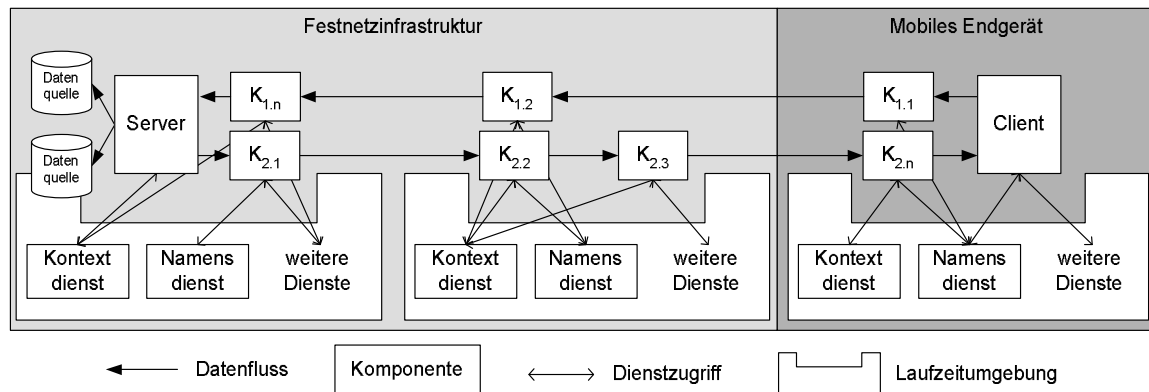 Festnetzinfrastruktur
Mobiles Endgerät
Daten
quelle
Server
K1.n
K1.2
K1.1
Client
Daten
quelle
K2.1
K2.2
K2.3
K2.n
Kontext
dienst
Namens
dienst
weitere
Dienste
Kontext
dienst
Namens
dienst
weitere
Dienste
Kontext
dienst
Namens
dienst
weitere
Dienste
Datenfluss
Komponente
Dienstzugriff
Laufzeitumgebung